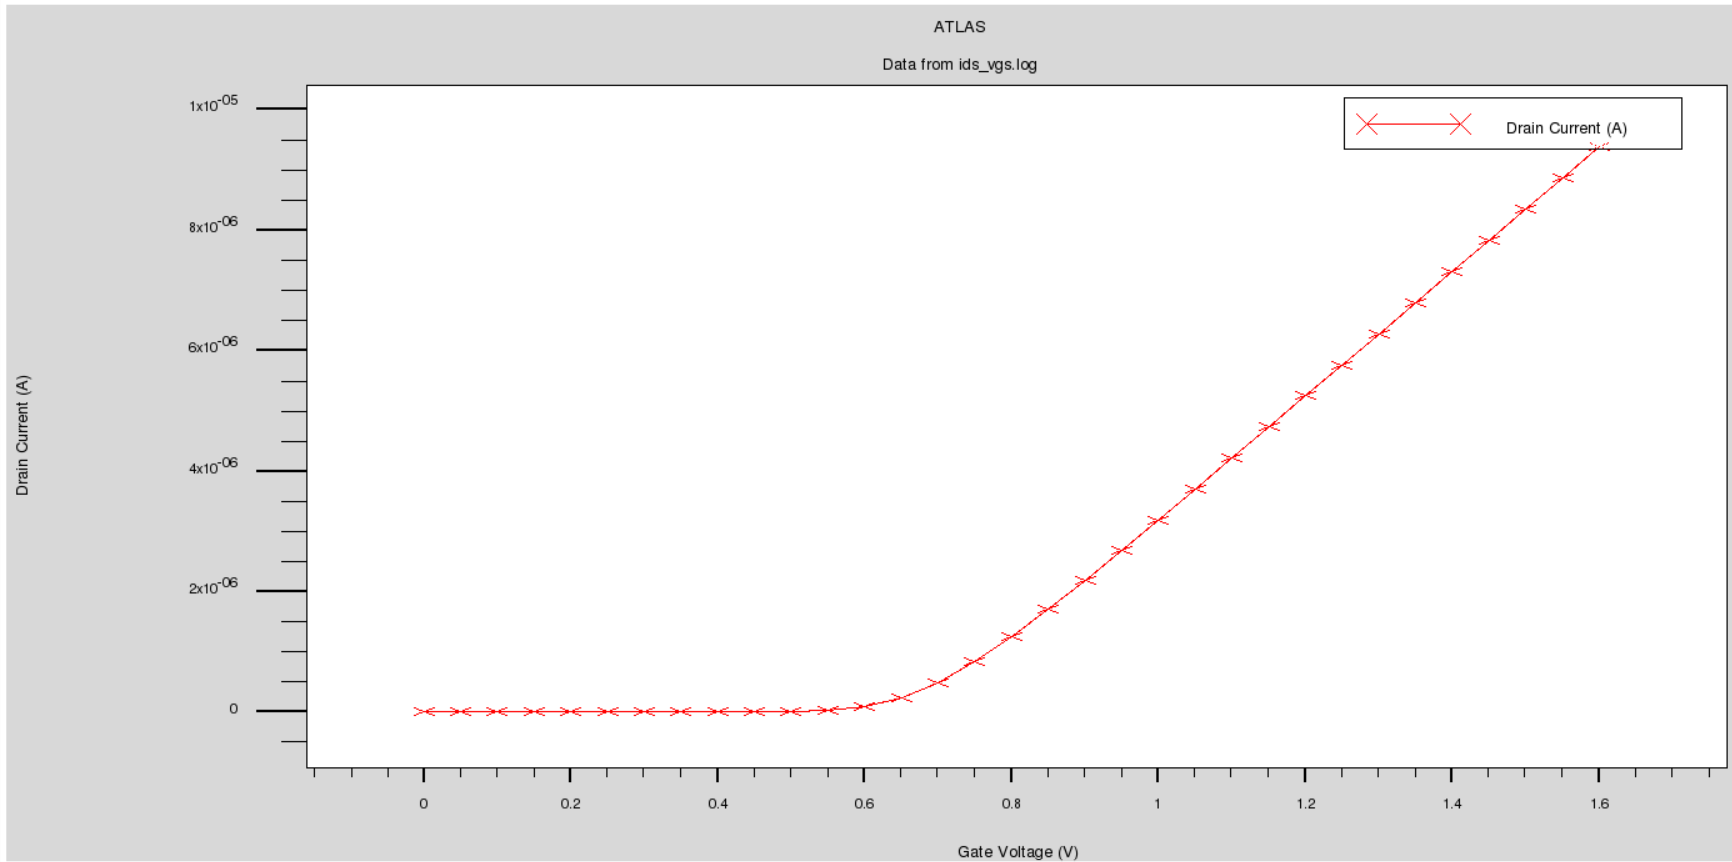 ATLAS
Data from ids_vgs.log
Drain Current (A)
1x10-05
8x10-06
6x10-06
4x10-06
2x10-06
0
Drain Current (A)
0 0.2 0.4 0.6 0.8 1 1.2 1.4 1.6
Gate Voltage (V)